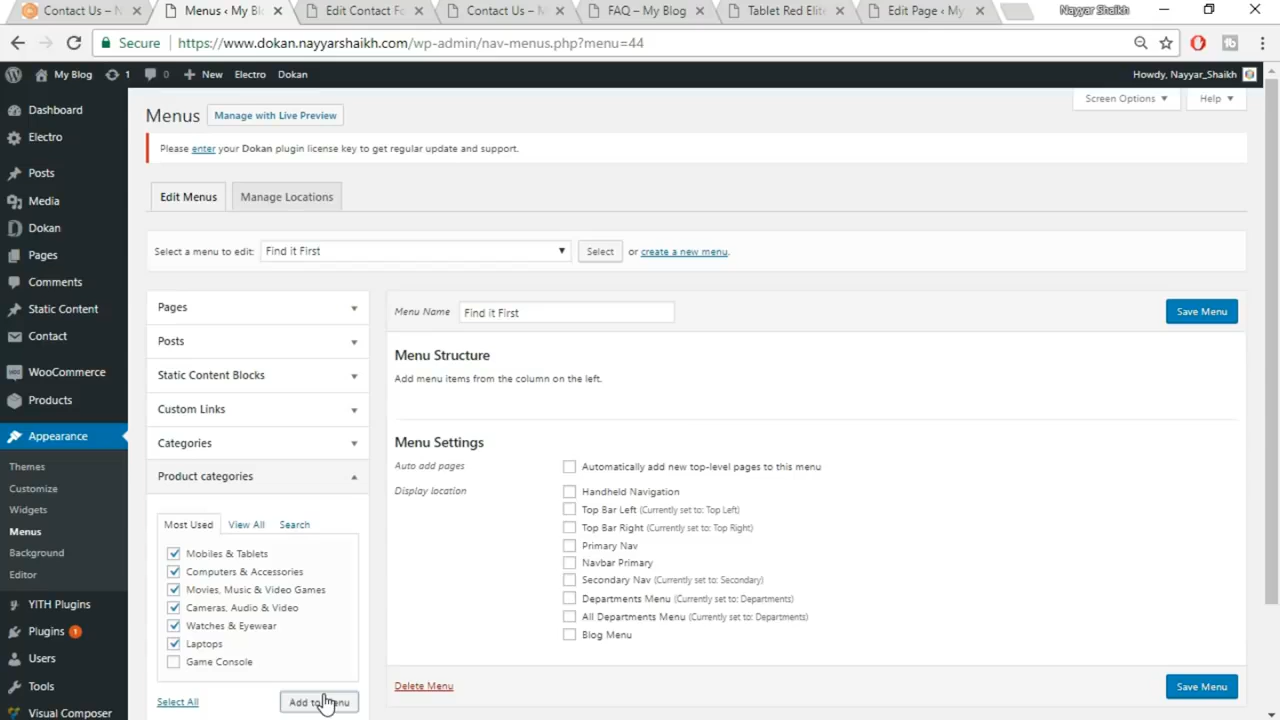 Contact Us – N
Menus ‹ My Bl
Edit Contact Fo
Contact Us – M
FAQ – My Blog
Tablet Red Elite
Edit Page ‹ My
Nayyar Shaikh
Secure https://www.dokan.nayyarshaikh.com/wp-admin/nav-menus.php?menu=44
My Blog 1 0 New Electro Dokan Howdy, Nayyar_Shaikh
Screen Options Help
Menus Manage with Live Preview
Please enter your Dokan plugin license key to get regular update and support.
Edit Menus Manage Locations
Select a menu to edit: Find it First Select or create a new menu.
Dashboard
Electro
Posts
Media
Dokan
Pages
Comments
Static Content
Contact
WooCommerce
Products
Appearance
Themes
Customize
Widgets
Menus
Background
Editor
YITH Plugins
Plugins 1
Users
Tools
Visual Composer
Pages
Posts
Static Content Blocks
Custom Links
Categories
Product categories
Most Used View All Search
Mobiles & Tablets
Computers & Accessories
Movies, Music & Video Games
Cameras, Audio & Video
Watches & Eyewear
Laptops
Game Console
Select All Add to Menu
Menu Name Find it First Save Menu
Menu Structure
Add menu items from the column on the left.
Menu Settings
Auto add pages Automatically add new top-level pages to this menu
Display location Handheld Navigation
Top Bar Left (Currently set to: Top Left)
Top Bar Right (Currently set to: Top Right)
Primary Nav
Navbar Primary
Secondary Nav (Currently set to: Secondary)
Departments Menu (Currently set to: Departments)
All Departments Menu (Currently set to: Departments)
Blog Menu
Delete Menu Save Menu